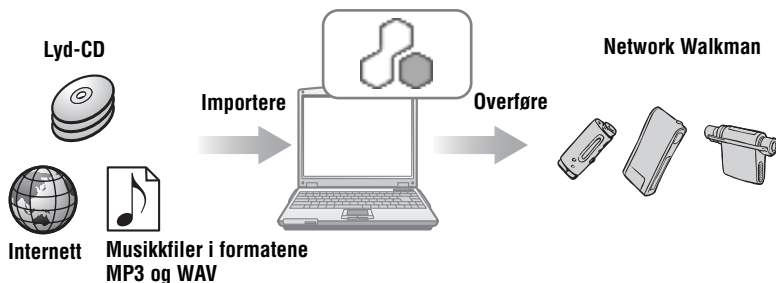 Lyd-CD
Network Walkman
Importere
Overføre
Internett
Musikkfiler i formatene
MP3 og WAV